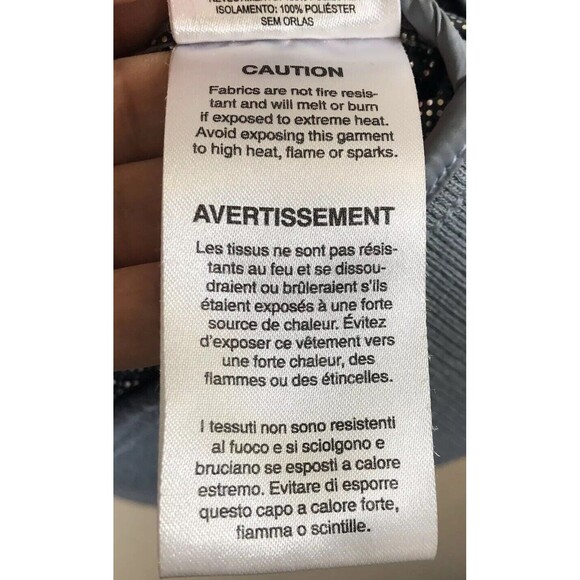 ISOLAMENTO: 100% POLIÉSTER
SEM ORLAS
CAUTION
Fabrics are not fire resis-
tant and will melt or burn
if exposed to extreme heat.
Avoid exposing this garment
to high heat, flame or sparks.
AVERTISSEMENT
Les tissus ne sont pas résis-
tants au feu et se dissou-
draient ou brûleraient s'ils
étaient exposés à une forte
source de chaleur. Évitez
d'exposer ce vêtement vers
une forte chaleur, des
flammes ou des étincelles.
I tessuti non sono resistenti
al fuoco e si sciolgono e
bruciano se esposti a calore
estremo. Evitare di esporre
questo capo a calore forte,
fiamma o scintille.